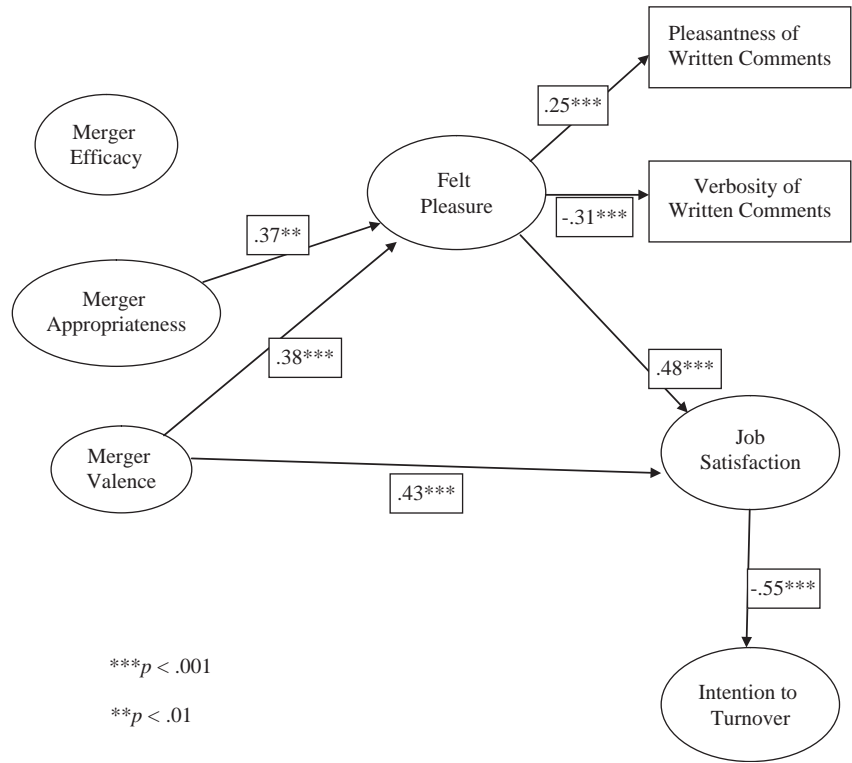 Pleasantness of
Written Comments
.25***
Merger
Efficacy
Felt
Pleasure
Verbosity of
Written Comments
-.31***
.37**
Merger
Appropriateness
.38***
.48***
Merger
Valence
Job
Satisfaction
.43***
-.55***
***p < .001
**p < .01
Intention to
Turnover